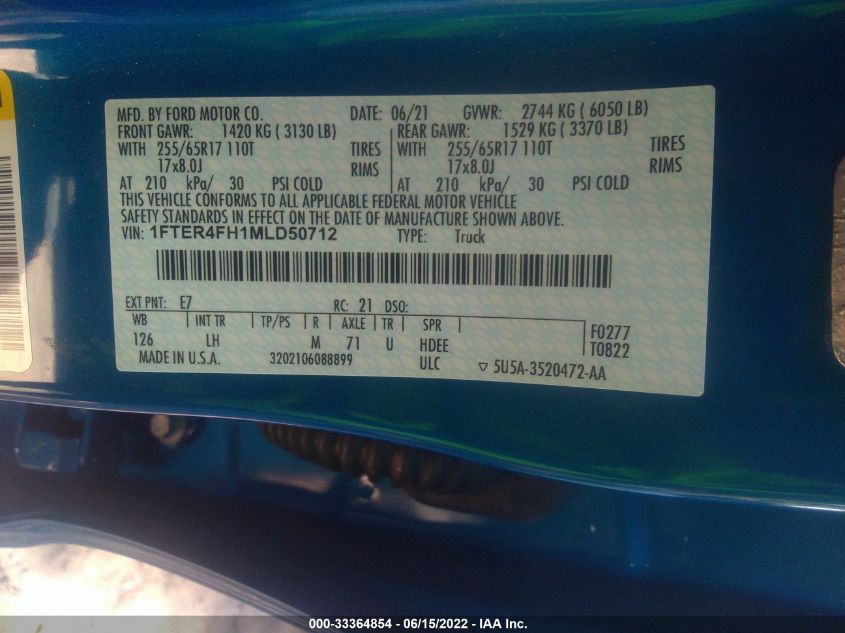 MFD. BY FORD MOTOR CO. DATE: 06/21 GVWR: 2744 KG ( 6050 LB)
FRONT GAWR: 1420 KG ( 3130 LB) REAR GAWR: 1529 KG ( 3370 LB)
WITH 255/65R17 110T TIRES WITH 255/65R17 110T TIRES
17x8.0J RIMS 17x8.0J RIMS
AT 210 kPa/ 30 PSI COLD AT 210 kPa/ 30 PSI COLD
THIS VEHICLE CONFORMS TO ALL APPLICABLE FEDERAL MOTOR VEHICLE
SAFETY STANDARDS IN EFFECT ON THE DATE OF MANUFACTURE SHOWN ABOVE.
VIN: 1FTER4FH1MLD50712 TYPE: Truck
EXT PNT: E7 RC: 21 DSO:
WB INT TR TP/PS R AXLE TR SPR F0277
126 LH M 71 U HDEE T0822
MADE IN U.S.A. 3202106088899 ULC ▽ 5U5A-3520472-AA
000-33364854 - 06/15/2022 - IAA Inc.